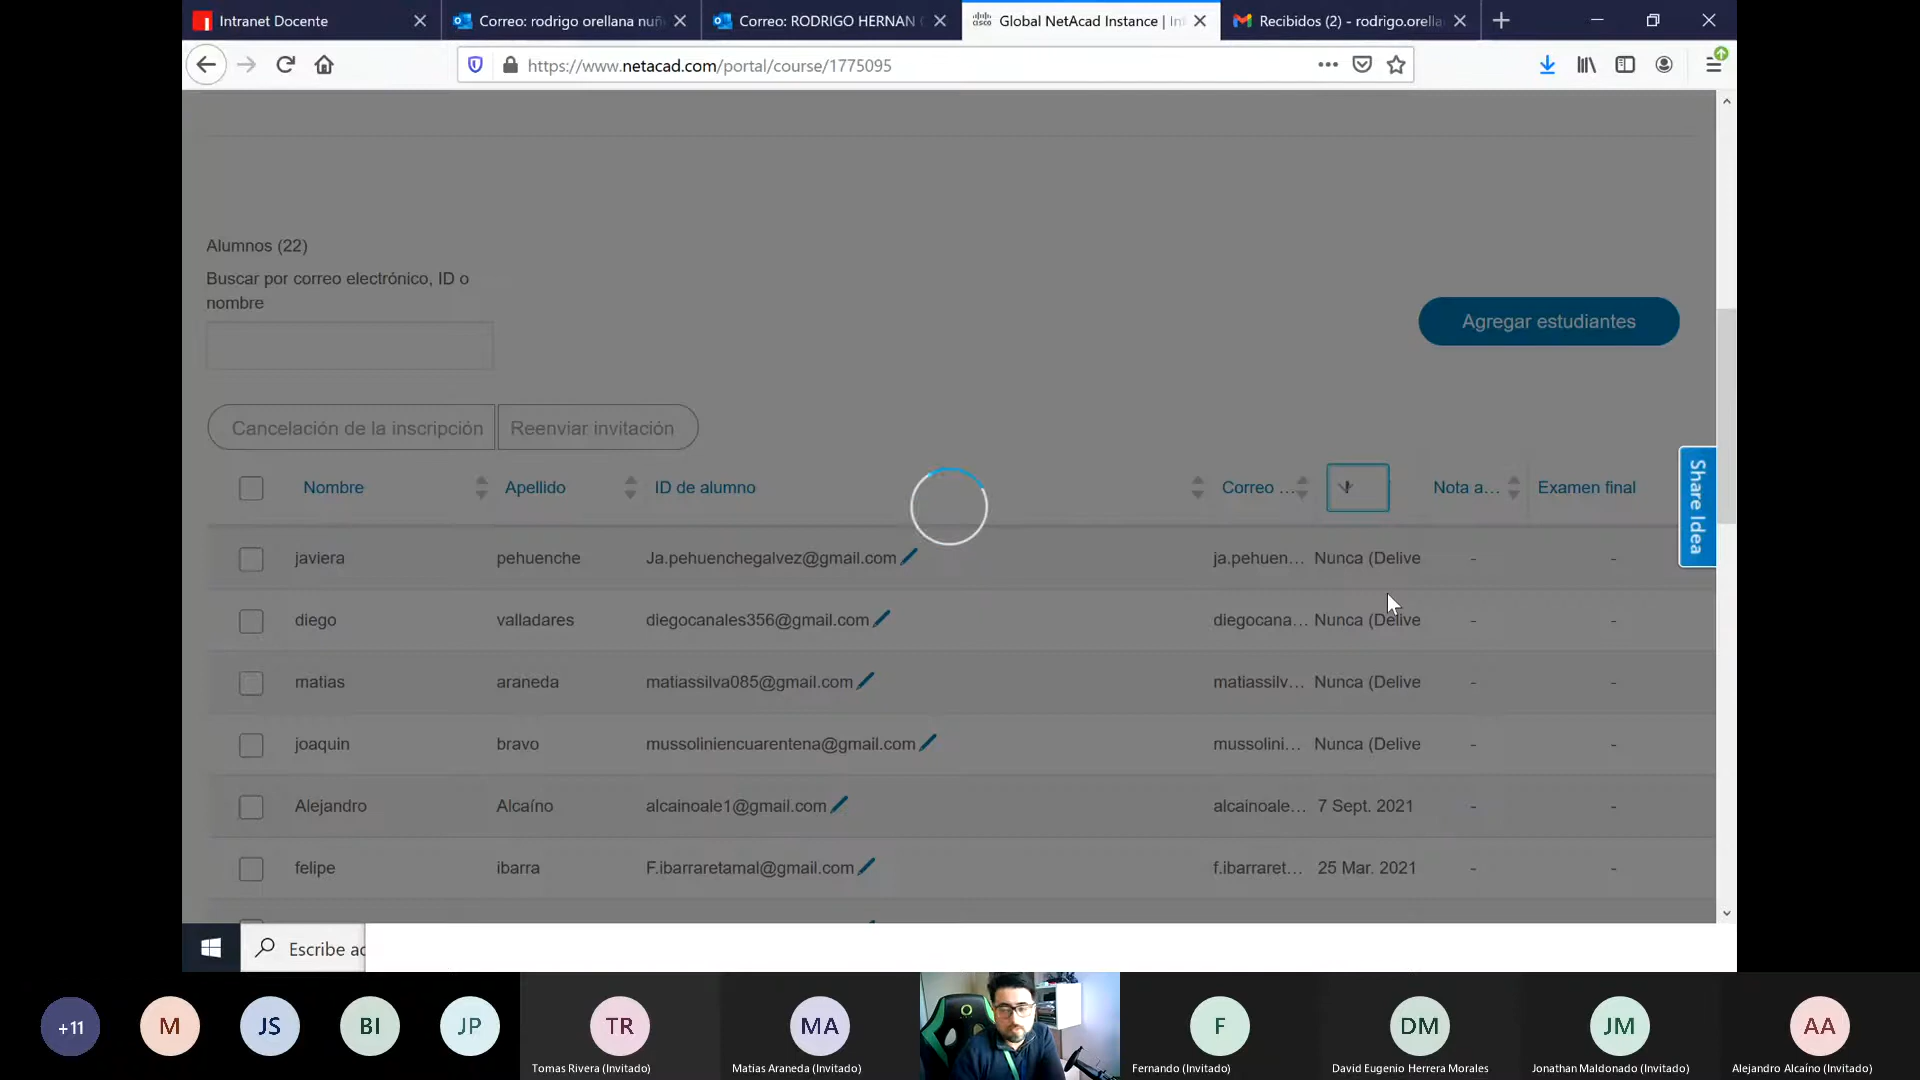 Intranet Docente
Correo: rodrigo orellana nuñ
Correo: RODRIGO HERNAN
Global NetAcad Instance | In
Recibidos (2) - rodrigo.orella
https://www.netacad.com/portal/course/1775095
Alumnos (22)
Buscar por correo electrónico, ID o
nombre
Agregar estudiantes
Cancelación de la inscripción
Reenviar invitación
Nombre Apellido ID de alumno Correo ... Nota a... Examen final
javiera pehuenche Ja.pehuenchegalvez@gmail.com ja.pehuen... Nunca (Delive - -
diego valladares diegocanales356@gmail.com diegocana... Nunca (Delive - -
matias araneda matiassilva085@gmail.com matiassilv... Nunca (Delive - -
joaquin bravo mussoliniencuarentena@gmail.com mussolini... Nunca (Delive - -
Alejandro Alcaíno alcainoale1@gmail.com alcainoale... 7 Sept. 2021 - -
felipe ibarra F.ibarraretamal@gmail.com f.ibarraret... 25 Mar. 2021 - -
Share Idea
Escribe ac
+11 M JS BI JP TR MA F DM JM AA
Tomas Rivera (Invitado)
Matias Araneda (Invitado)
Fernando (Invitado)
David Eugenio Herrera Morales
Jonathan Maldonado (Invitado)
Alejandro Alcaíno (Invitado)